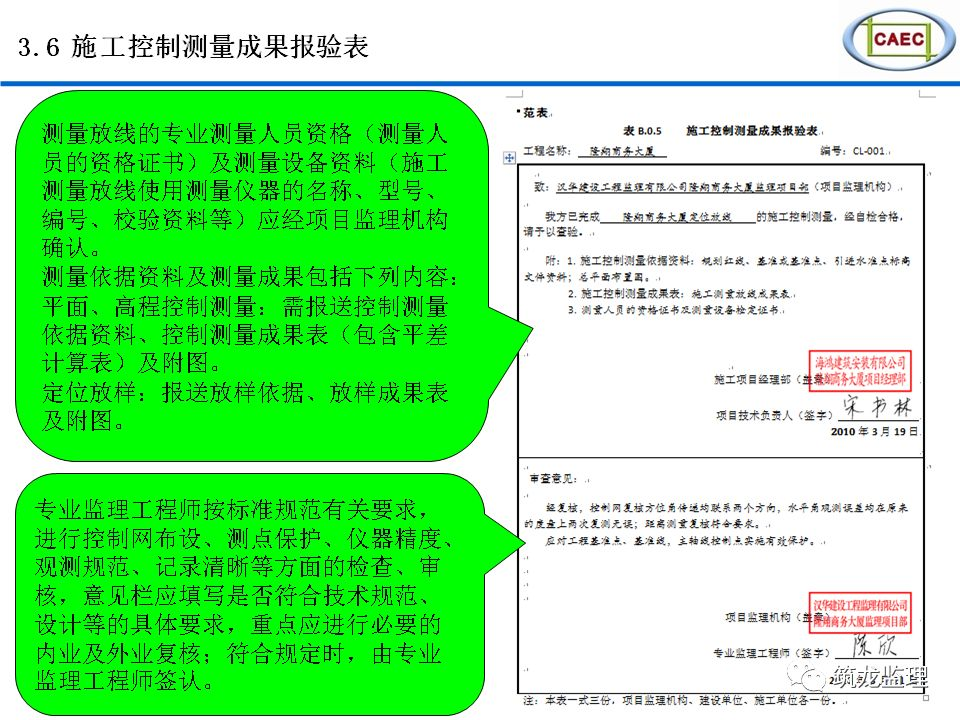 3.6 施工控制测量成果报验表
CAEC
测量放线的专业测量人员资格（测量人
员的资格证书）及测量设备资料（施工
测量放线使用测量仪器的名称、型号、
编号、校验资料等）应经项目监理机构
确认。
测量依据资料及测量成果包括下列内容：
平面、高程控制测量：需报送控制测量
依据资料、控制测量成果表（包含平差
计算表）及附图。
定位放样：报送放样依据、放样成果表
及附图。
专业监理工程师按标准规范有关要求，
进行控制网布设、测点保护、仪器精度、
观测规范、记录清晰等方面的检查、审
核，意见栏应填写是否符合技术规范、
设计等的具体要求，重点应进行必要的
内业及外业复核；符合规定时，由专业
监理工程师签认。
范表
表 B.0.5 施工控制测量成果报验表
工程名称： 隆翔商务大厦 编号：CL-001
致：汉华建设工程监理有限公司隆翔商务大厦监理项目部（项目监理机构）
我方已完成 隆翔商务大厦定位放线 的施工控制测量，经自检合格，
请予以查验。
附：1. 施工控制测量依据资料：规划红线、基准或基准点、引进水准点标高
文件资料；总平面布置图。
2. 施工控制测量成果表：施工测量放线成果表
3. 测量人员的资格证书及测量设备检定证书
海鸿建筑安装有限公司
隆翔商务大厦项目经理部
施工项目经理部（盖章）
项目技术负责人（签字） 宋书林
2010 年 3 月 19 日
审查意见：
经复核，控制网复核方位角传递均联系两个方向，水平角观测误差均在原来
的度盘上两次复测无误；距离测量复核符合要求。
应对工程基准点、基准线，主轴线控制点实施有效保护。
汉华建设工程监理有限公司
隆翔商务大厦监理项目部
项目监理机构（盖章）
专业监理工程师（签字） 陈欣
筑龙监理
注：本表一式三份，项目监理机构、建设单位、施工单位各一份。